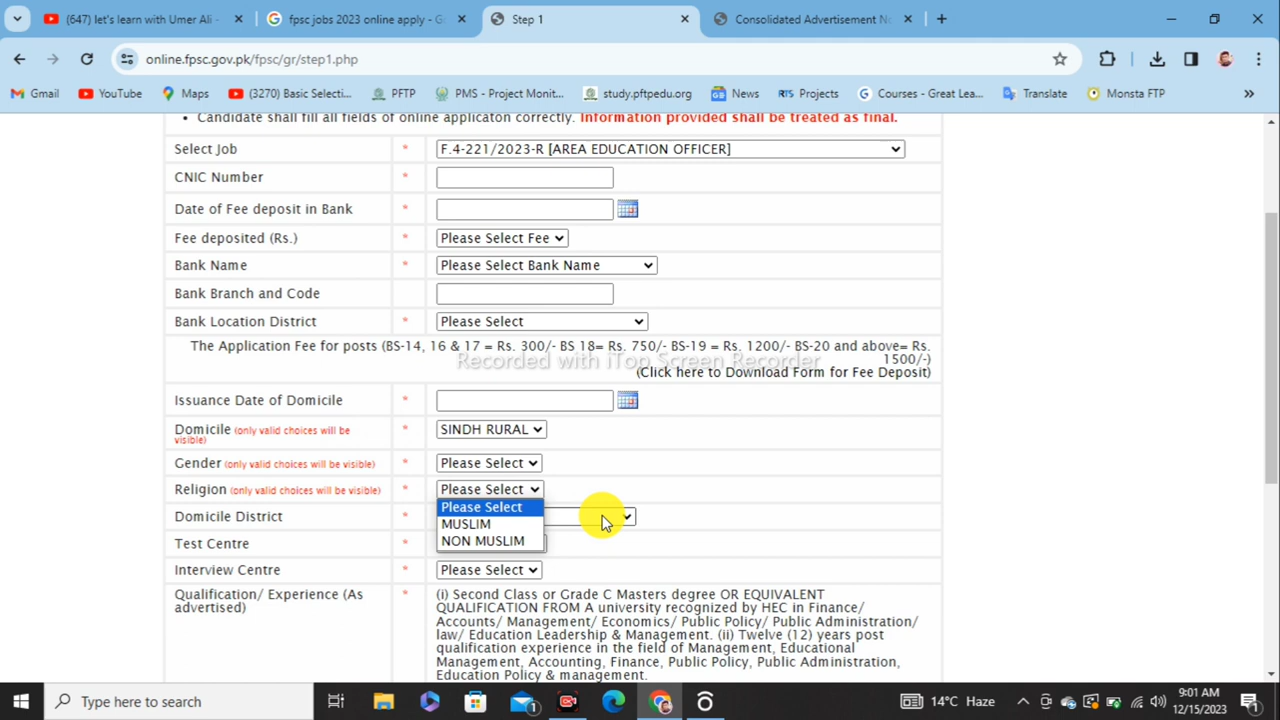 (647) let's learn with Umer Ali -
fpsc jobs 2023 online apply - G
Step 1
Consolidated Advertisement No
online.fpsc.gov.pk/fpsc/gr/step1.php
Gmail
YouTube
Maps
(3270) Basic Selecti...
PFTP
PMS - Project Monit...
study.pftpedu.org
News
RTS Projects
Courses - Great Lea...
Translate
Monsta FTP
Candidate shall fill all fields of online applicaton correctly. Information provided shall be treated as final.
Select Job * F.4-221/2023-R [AREA EDUCATION OFFICER]
CNIC Number *
Date of Fee deposit in Bank *
Fee deposited (Rs.) * Please Select Fee
Bank Name * Please Select Bank Name
Bank Branch and Code
Bank Location District * Please Select
The Application Fee for posts (BS-14, 16 & 17 = Rs. 300/- BS 18= Rs. 750/- BS-19 = Rs. 1200/- BS-20 and above= Rs.
1500/-)
Recorded with iTop Screen Recorder
(Click here to Download Form for Fee Deposit)
Issuance Date of Domicile *
Domicile (only valid choices will be
visible) * SINDH RURAL
Gender (only valid choices will be visible) * Please Select
Religion (only valid choices will be visible) * Please Select
Please Select
MUSLIM
NON MUSLIM
Domicile District *
Test Centre *
Interview Centre * Please Select
Qualification/ Experience (As
advertised) *
(i) Second Class or Grade C Masters degree OR EQUIVALENT
QUALIFICATION FROM A university recognized by HEC in Finance/
Accounts/ Management/ Economics/ Public Policy/ Public Administration/
law/ Education Leadership & Management. (ii) Twelve (12) years post
qualification experience in the field of Management, Educational
Management, Accounting, Finance, Public Policy, Public Administration,
Education Policy & management.
Type here to search
14°C Haze
9:01 AM
12/15/2023